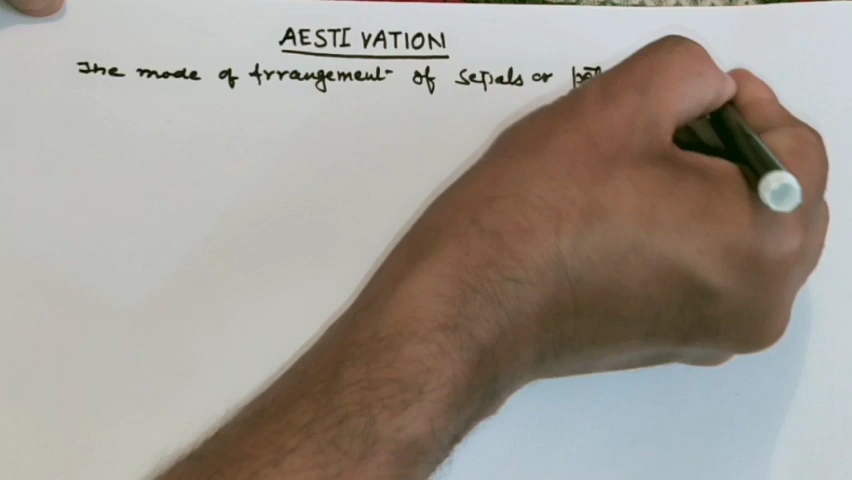 AESTIVATION
The mode of Arrangement of sepals or